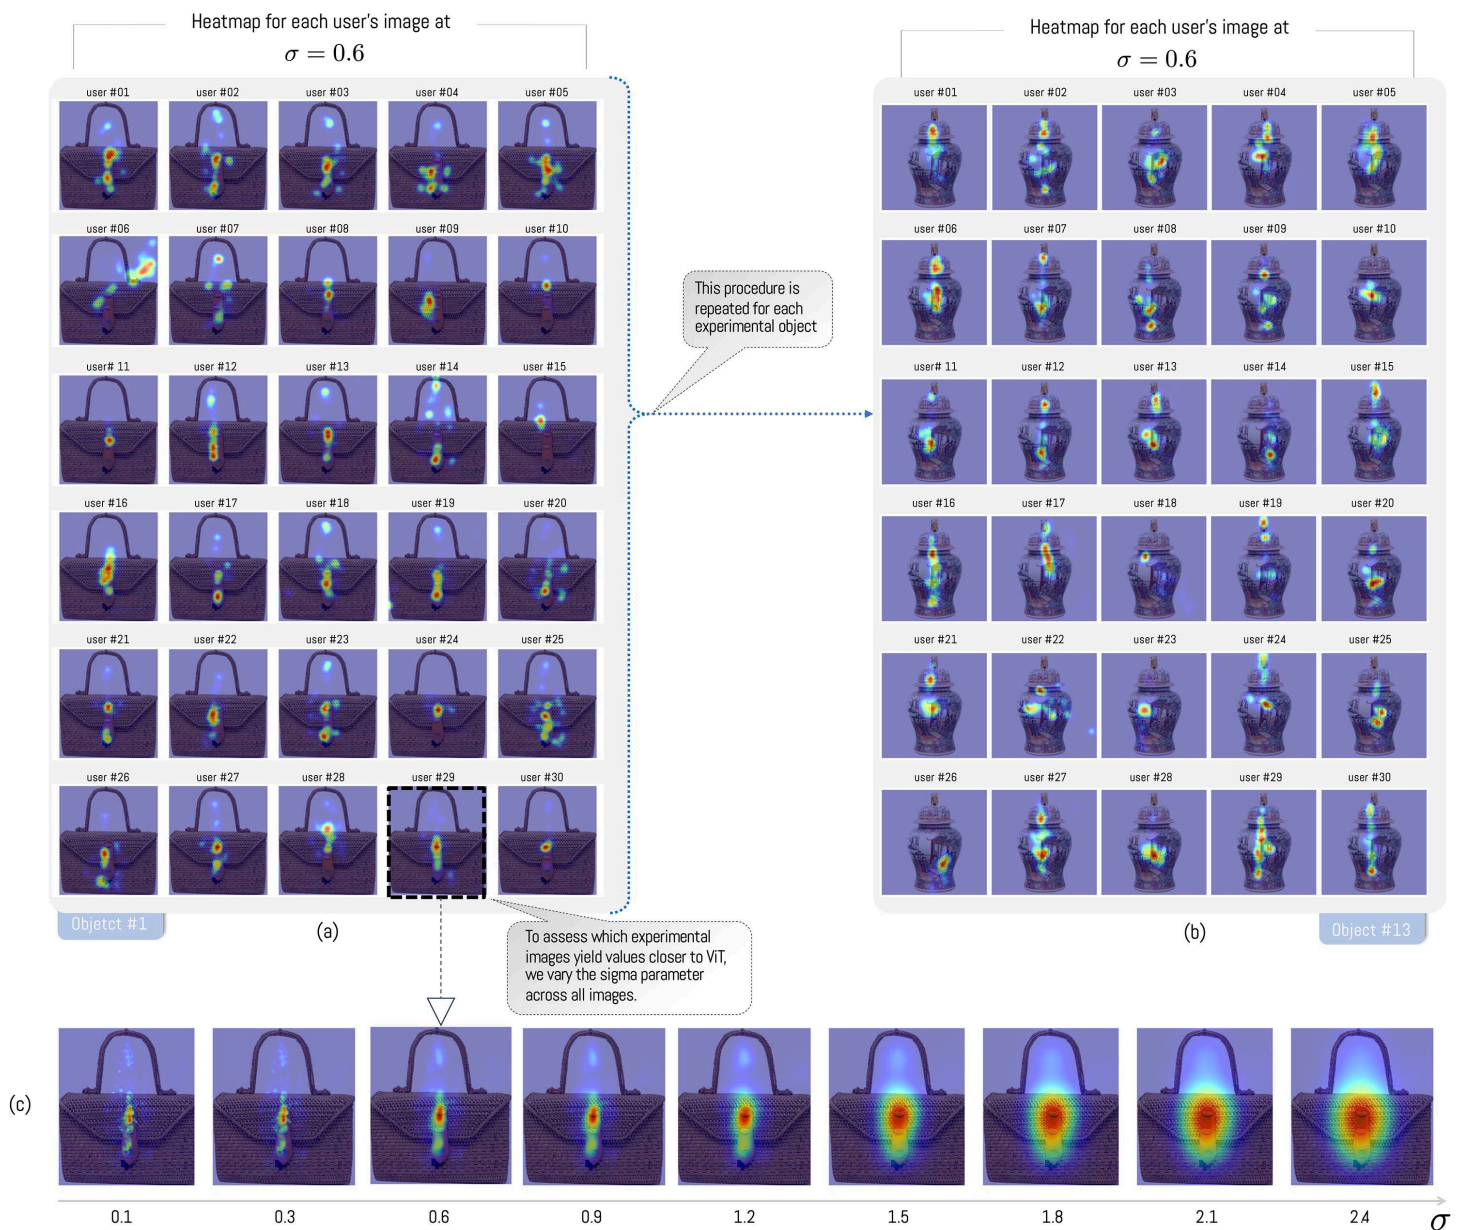 Heatmap for each user's image at
σ = 0.6
user #01 user #02 user #03 user #04 user #05
user #06 user #07 user #08 user #09 user #10
user# 11 user #12 user #13 user #14 user #15
user #16 user #17 user #18 user #19 user #20
user #21 user #22 user #23 user #24 user #25
user #26 user #27 user #28 user #29 user #30
Objetct #1
(a)
This procedure is
repeated for each
experimental object
Heatmap for each user's image at
σ = 0.6
user #01 user #02 user #03 user #04 user #05
user #06 user #07 user #08 user #09 user #10
user# 11 user #12 user #13 user #14 user #15
user #16 user #17 user #18 user #19 user #20
user #21 user #22 user #23 user #24 user #25
user #26 user #27 user #28 user #29 user #30
(b)
Object #13
To assess which experimental
images yield values closer to ViT,
we vary the sigma parameter
across all images.
(c)
0.1 0.3 0.6 0.9 1.2 1.5 1.8 2.1 2.4 σ